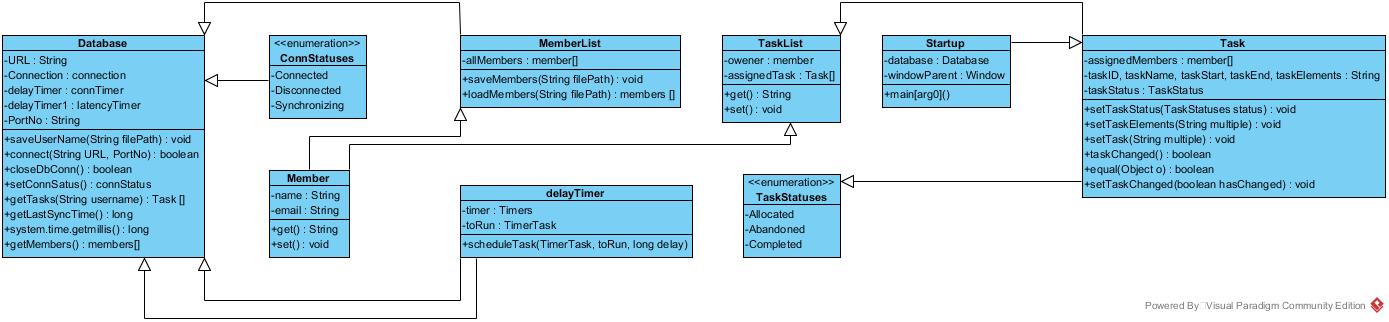 Database
-URL : String
-Connection : connection
-delayTimer : connTimer
-delayTimer1 : latencyTimer
-PortNo : String
+saveUserName(String filePath) : void
+connect(String URL, PortNo) : boolean
+closeDbConn() : boolean
+setConnSatus() : connStatus
+getTasks(String username) : Task []
+getLastSyncTime() : long
+system.time.getmillis() : long
+getMembers() : members[]
<<enumeration>>
ConnStatuses
-Connected
-Disconnected
-Synchronizing
MemberList
-allMembers : member[]
+saveMembers(String filePath) : void
+loadMembers(String filePath) : members []
TaskList
-owener : member
-assignedTask : Task[]
+get() : String
+set() : void
Startup
-database : Database
-windowParent : Window
+main[arg0]()
Task
-assignedMembers : member[]
-taskID, taskName, taskStart, taskEnd, taskElements : String
-taskStatus : TaskStatus
+setTaskStatus(TaskStatuses status) : void
+setTaskElements(String multiple) : void
+setTask(String multiple) : void
+taskChanged() : boolean
+equal(Object o) : boolean
+setTaskChanged(boolean hasChanged) : void
Member
-name : String
-email : String
+get() : String
+set() : void
delayTimer
-timer : Timers
-toRun : TimerTask
+scheduleTask(TimerTask, toRun, long delay)
<<enumeration>>
TaskStatuses
-Allocated
-Abandoned
-Completed
Powered By Visual Paradigm Community Edition